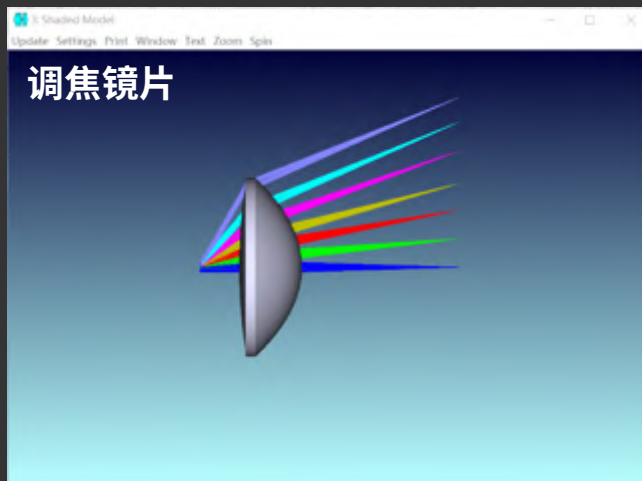 3: Shaded Model
Update Settings Print Window Text Zoom Spin
调焦镜片